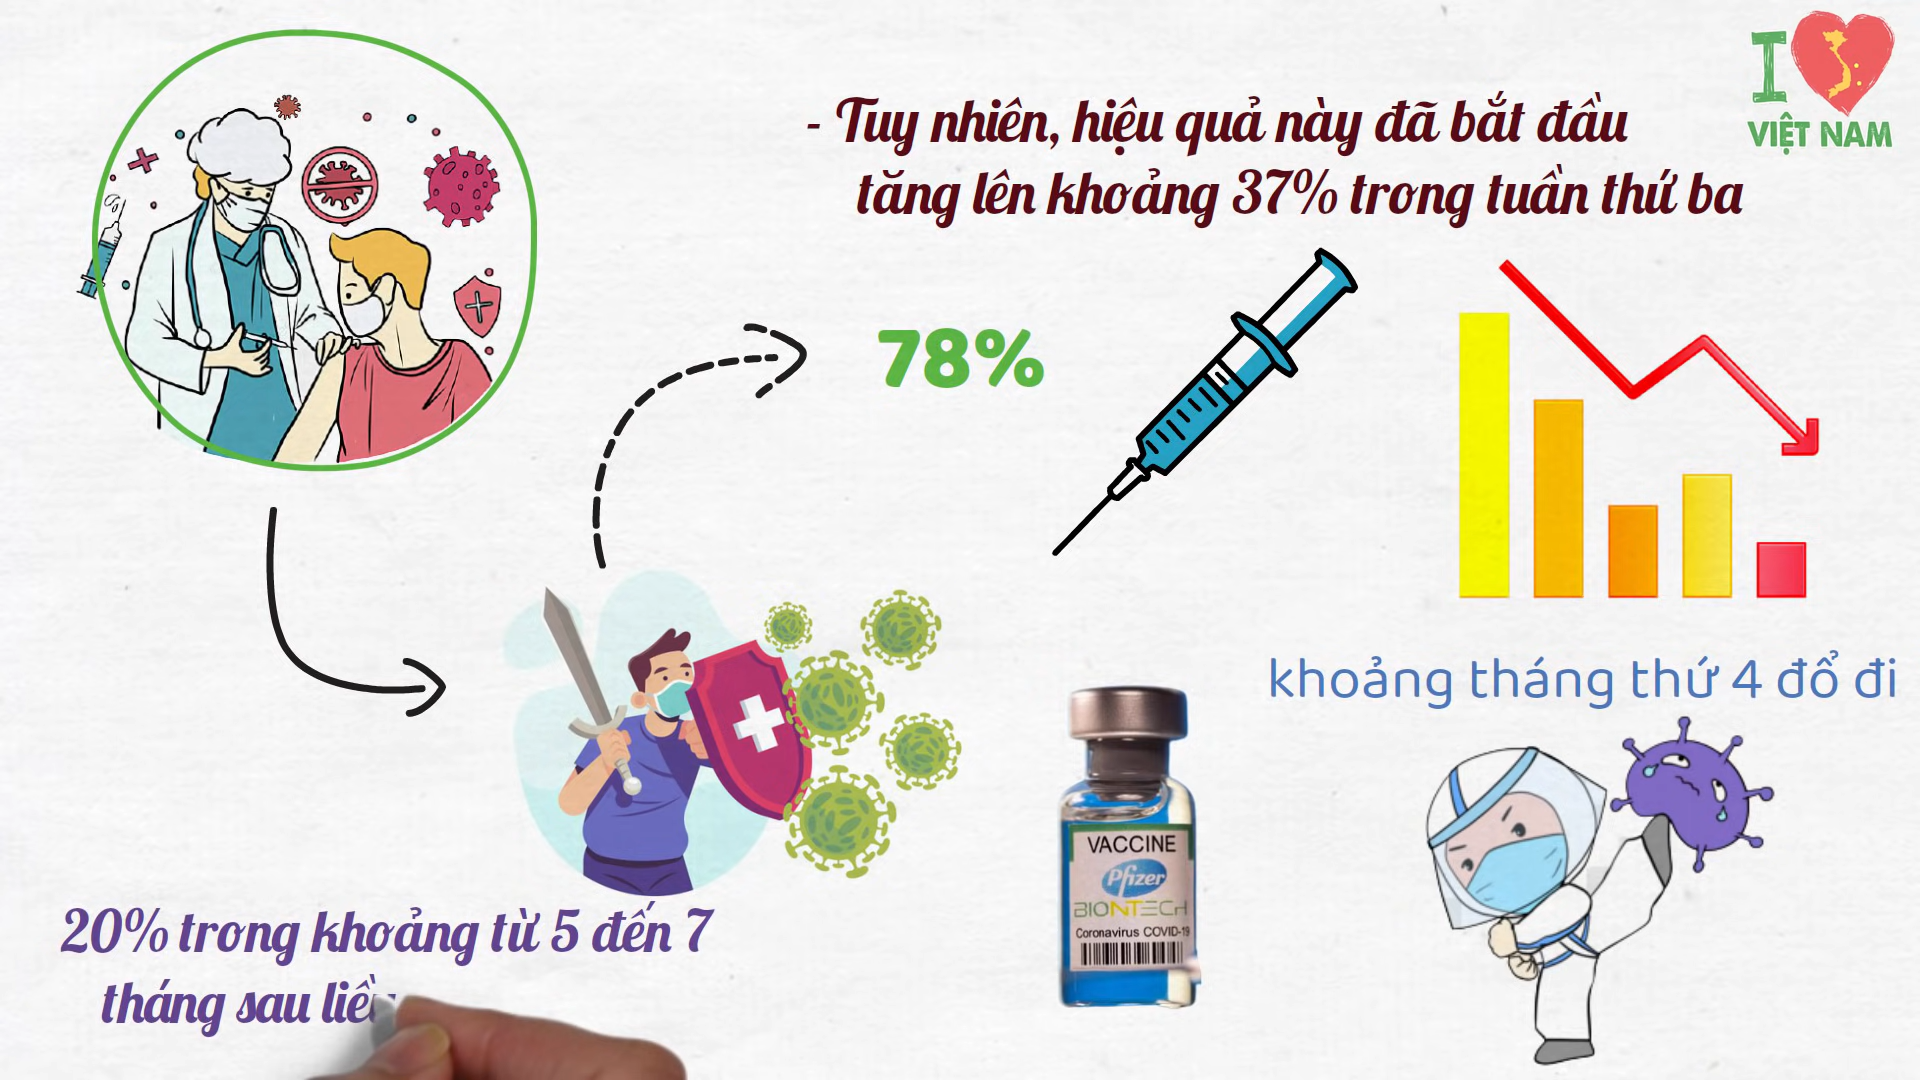 I
VIỆT NAM
- Tuy nhiên, hiệu quả này đã bắt đầu
tăng lên khoảng 37% trong tuần thứ ba
78%
khoảng tháng thứ 4 đổ đi
VACCINE
Pfizer
BIONTECH
Coronavirus COVID-19
20% trong khoảng từ 5 đến 7
tháng sau